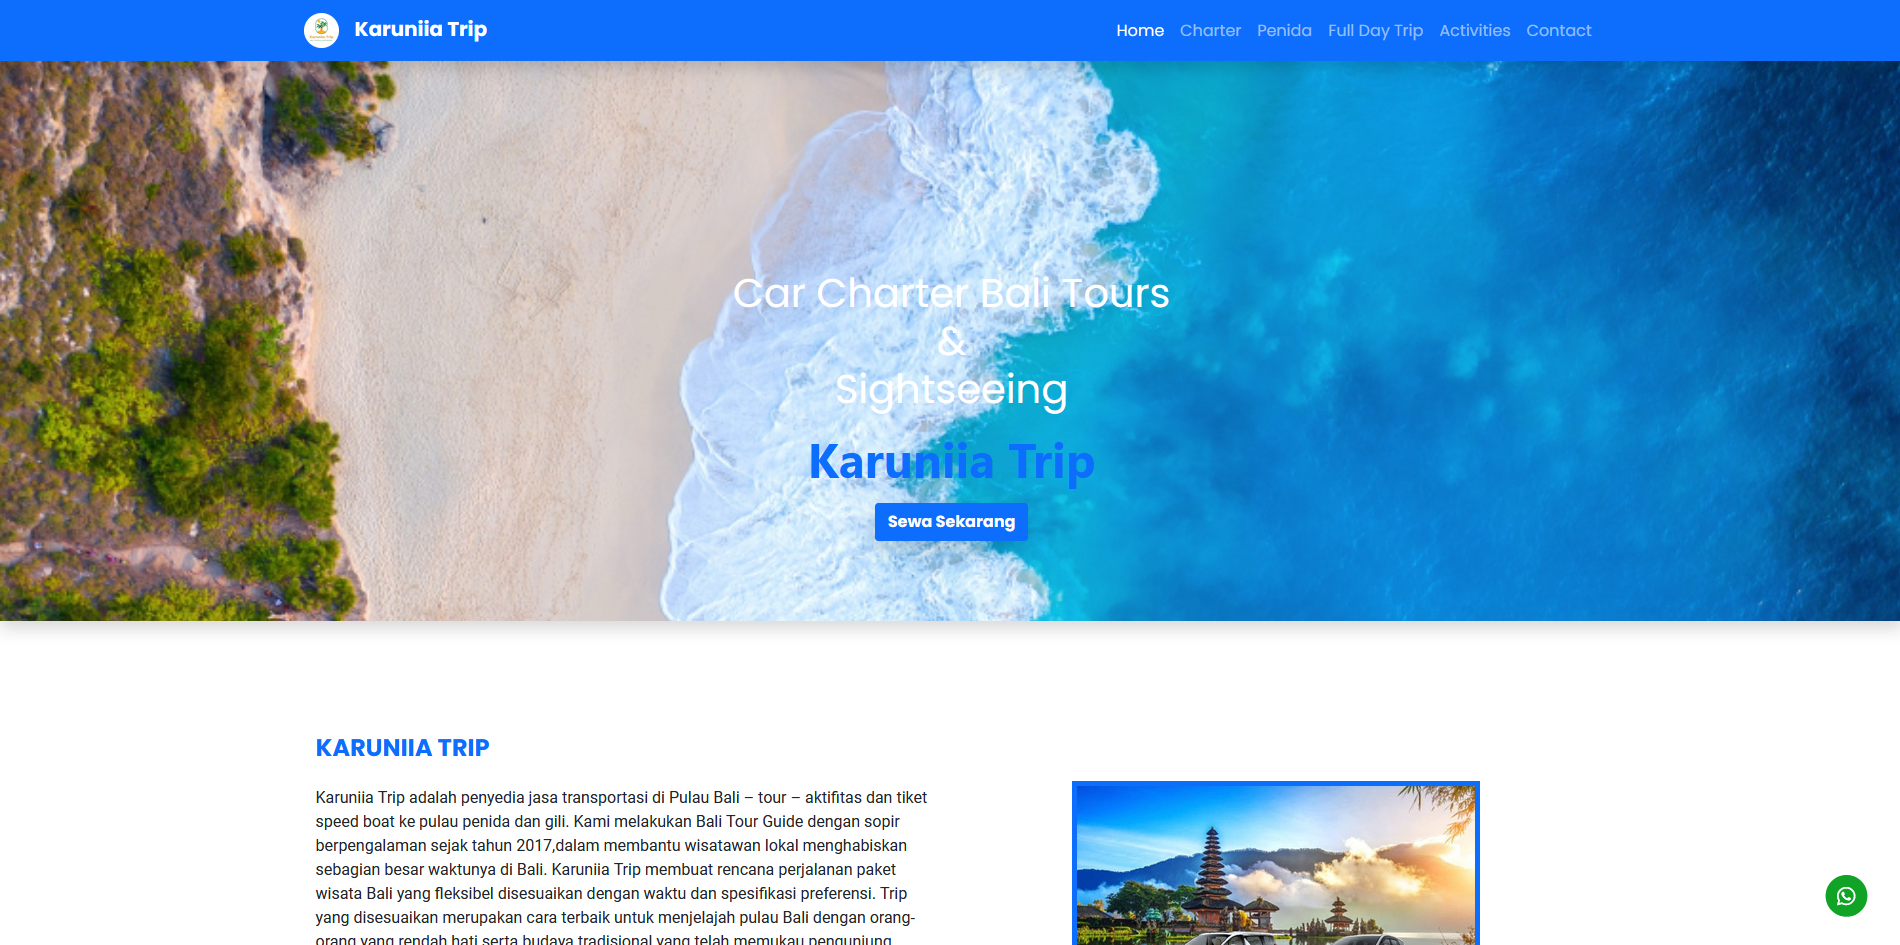 Karuniia Trip
Home Charter Penida Full Day Trip Activities Contact
Car Charter Bali Tours
&
Sightseeing
Karuniia Trip
Sewa Sekarang
KARUNIIA TRIP
Karuniia Trip adalah penyedia jasa transportasi di Pulau Bali – tour – aktifitas dan tiket
speed boat ke pulau penida dan gili. Kami melakukan Bali Tour Guide dengan sopir
berpengalaman sejak tahun 2017,dalam membantu wisatawan lokal menghabiskan
sebagian besar waktunya di Bali. Karuniia Trip membuat rencana perjalanan paket
wisata Bali yang fleksibel disesuaikan dengan waktu dan spesifikasi preferensi. Trip
yang disesuaikan merupakan cara terbaik untuk menjelajah pulau Bali dengan orang-
orang yang rendah hati serta budaya tradisional yang telah memukau pengunjung